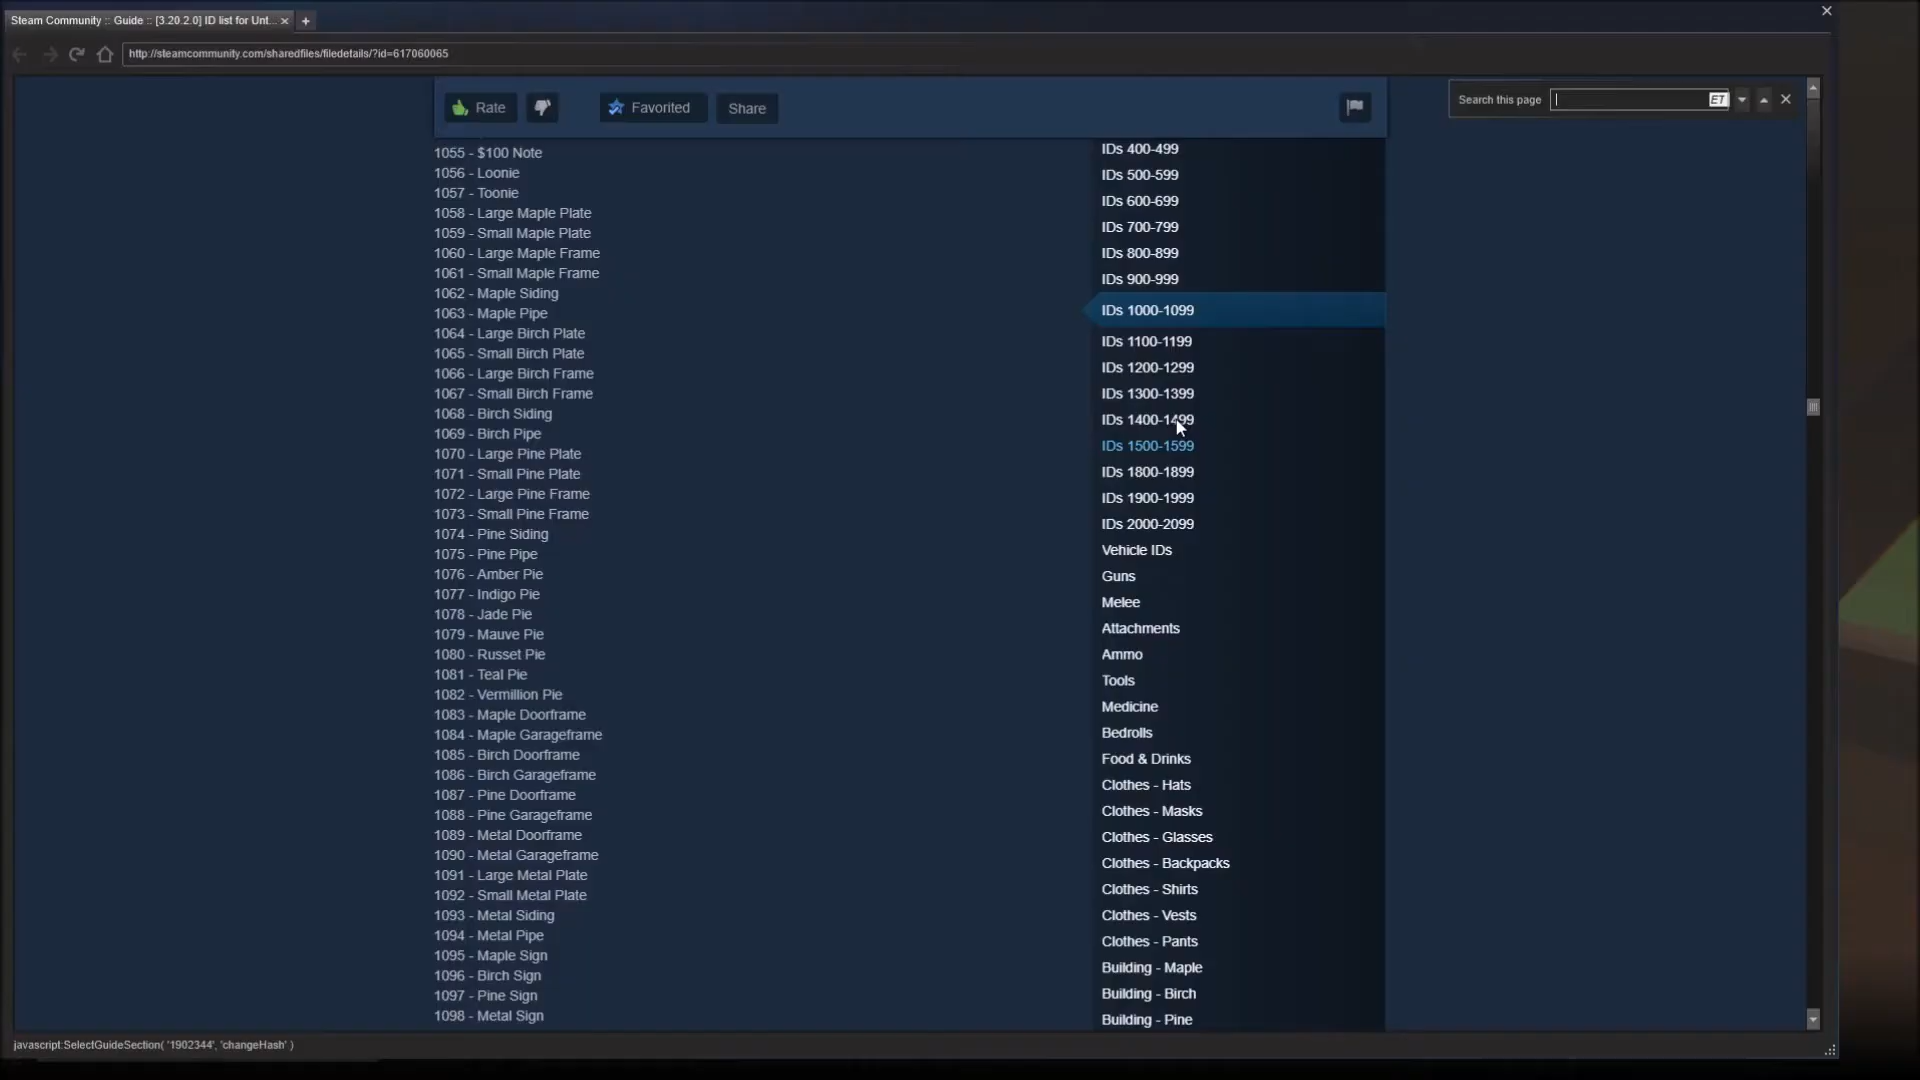 Steam Community :: Guide :: [3.20.2.0] ID list for Unt...
http://steamcommunity.com/sharedfiles/filedetails/?id=617060065
Rate
Favorited
Share
Search this page
ET
1055 - $100 Note
1056 - Loonie
1057 - Toonie
1058 - Large Maple Plate
1059 - Small Maple Plate
1060 - Large Maple Frame
1061 - Small Maple Frame
1062 - Maple Siding
1063 - Maple Pipe
1064 - Large Birch Plate
1065 - Small Birch Plate
1066 - Large Birch Frame
1067 - Small Birch Frame
1068 - Birch Siding
1069 - Birch Pipe
1070 - Large Pine Plate
1071 - Small Pine Plate
1072 - Large Pine Frame
1073 - Small Pine Frame
1074 - Pine Siding
1075 - Pine Pipe
1076 - Amber Pie
1077 - Indigo Pie
1078 - Jade Pie
1079 - Mauve Pie
1080 - Russet Pie
1081 - Teal Pie
1082 - Vermillion Pie
1083 - Maple Doorframe
1084 - Maple Garageframe
1085 - Birch Doorframe
1086 - Birch Garageframe
1087 - Pine Doorframe
1088 - Pine Garageframe
1089 - Metal Doorframe
1090 - Metal Garageframe
1091 - Large Metal Plate
1092 - Small Metal Plate
1093 - Metal Siding
1094 - Metal Pipe
1095 - Maple Sign
1096 - Birch Sign
1097 - Pine Sign
1098 - Metal Sign
IDs 400-499
IDs 500-599
IDs 600-699
IDs 700-799
IDs 800-899
IDs 900-999
IDs 1000-1099
IDs 1100-1199
IDs 1200-1299
IDs 1300-1399
IDs 1400-1499
IDs 1500-1599
IDs 1800-1899
IDs 1900-1999
IDs 2000-2099
Vehicle IDs
Guns
Melee
Attachments
Ammo
Tools
Medicine
Bedrolls
Food & Drinks
Clothes - Hats
Clothes - Masks
Clothes - Glasses
Clothes - Backpacks
Clothes - Shirts
Clothes - Vests
Clothes - Pants
Building - Maple
Building - Birch
Building - Pine
javascript:SelectGuideSection( '1902344', 'changeHash' )